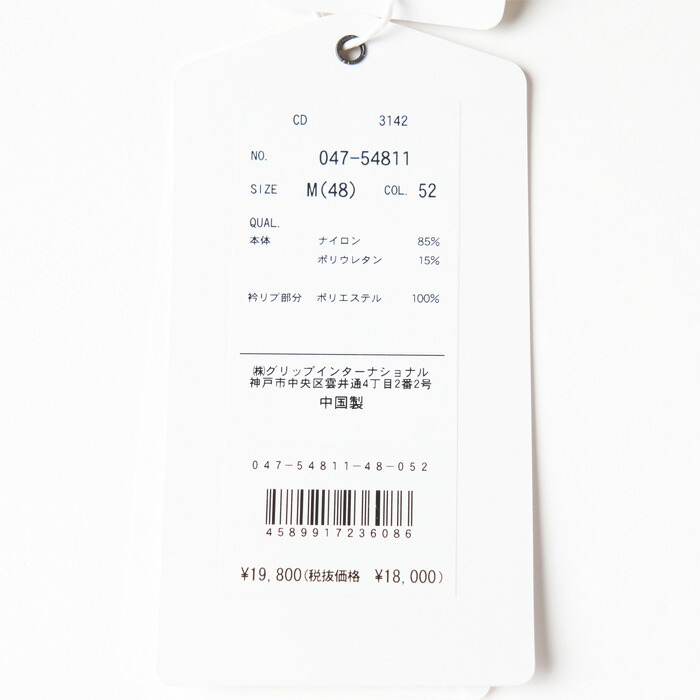 CD 3142
NO. 047-54811
SIZE M(48) COL. 52
QUAL.
本体 ナイロン 85%
ポリウレタン 15%
衿リブ部分 ポリエステル 100%
㈱グリップインターナショナル
神戸市中央区雲井通4丁目2番2号
中国製
047-54811-48-052
4589917236086
¥19,800(税抜価格 ¥18,000)